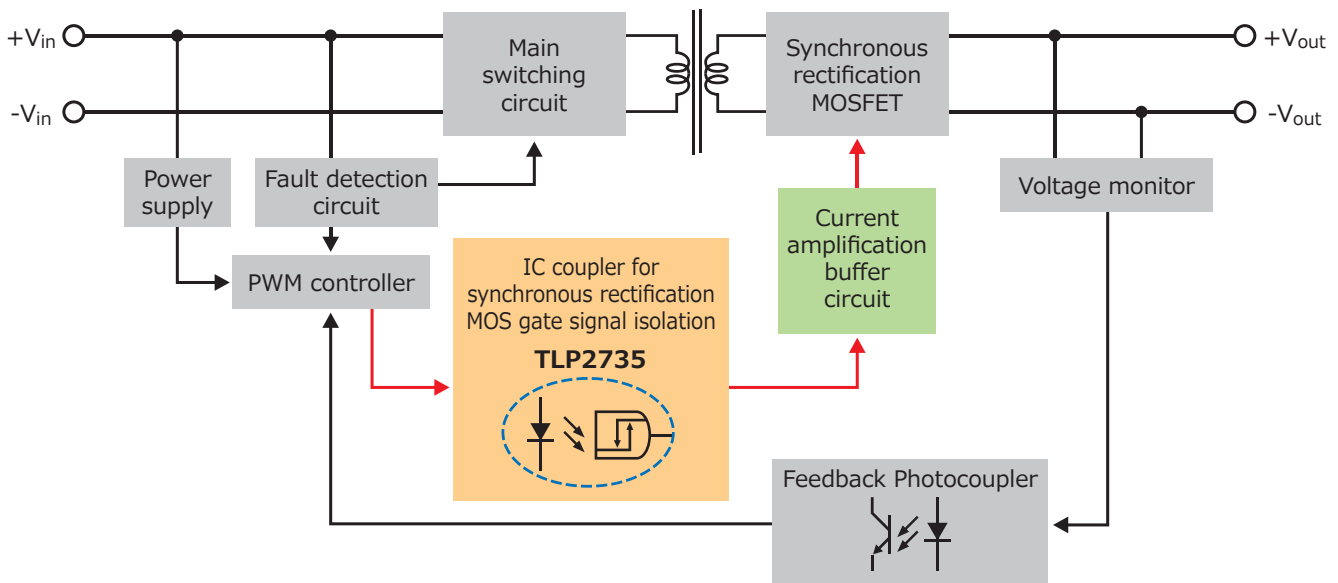 +Vin
-Vin
Main
switching
circuit
Synchronous
rectification
MOSFET
+Vout
-Vout
Power
supply
Fault detection
circuit
Voltage monitor
PWM controller
IC coupler for
synchronous rectification
MOS gate signal isolation
TLP2735
Current
amplification
buffer
circuit
Feedback Photocoupler